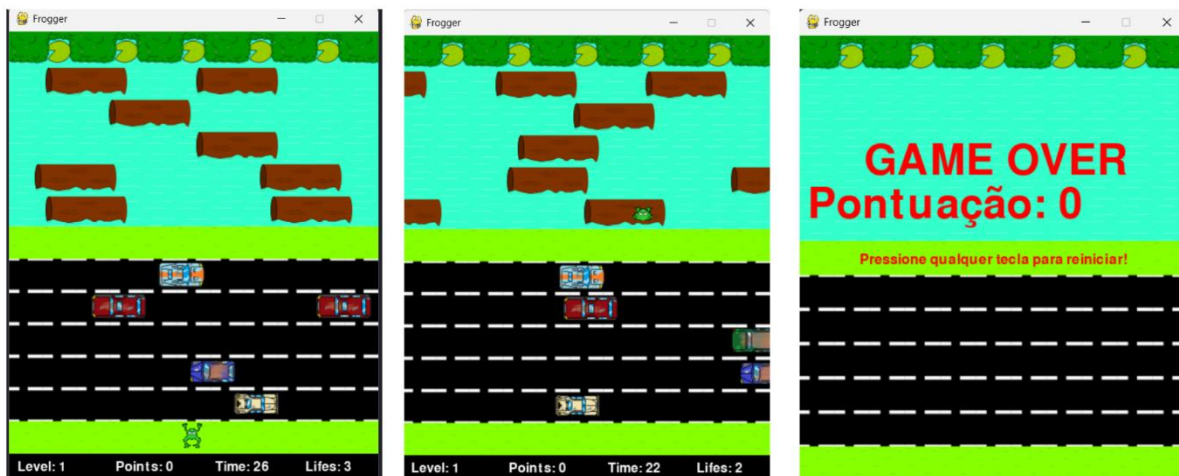 Frogger
Level: 1 Points: 0 Time: 26 Lifes: 3
Frogger
Level: 1 Points: 0 Time: 22 Lifes: 2
Frogger
GAME OVER
Pontuação: 0
Pressione qualquer tecla para reiniciar!